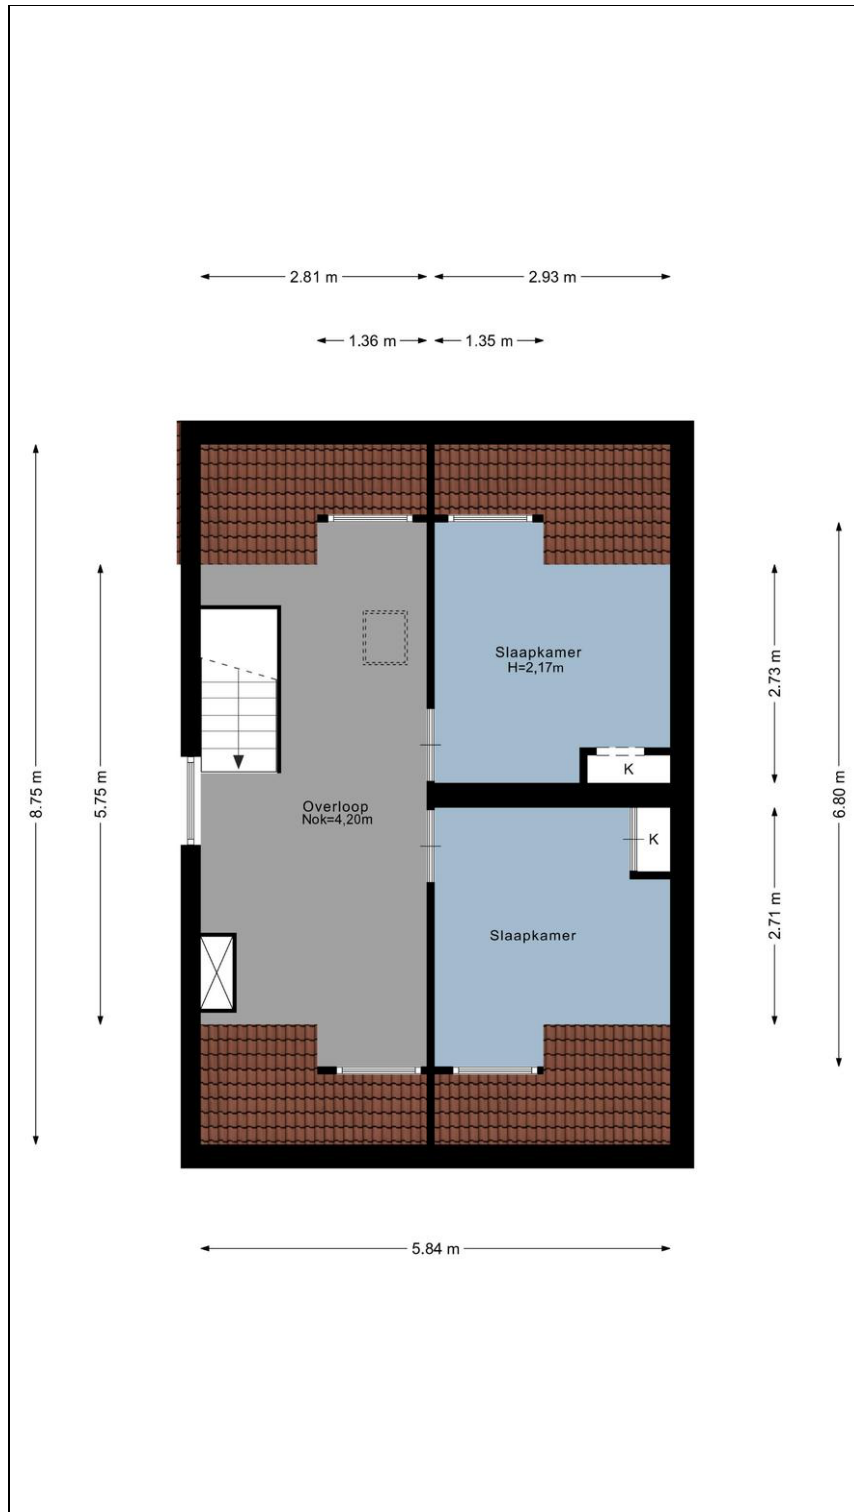 2.81 m
2.93 m
1.36 m
1.35 m
Slaapkamer
H=2,17m
2.73 m
K
8.75 m
5.75 m
Overloop
Nok=4,20m
6.80 m
K
2.71 m
Slaapkamer
5.84 m